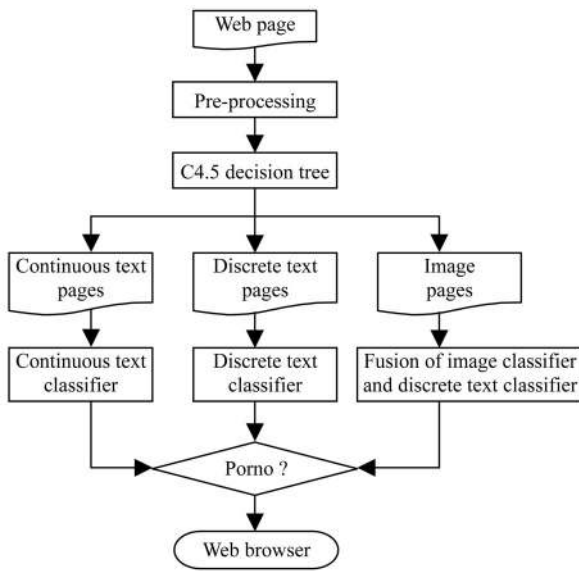 Web page
Pre-processing
C4.5 decision tree
Continuous text
pages
Discrete text
pages
Image
pages
Continuous text
classifier
Discrete text
classifier
Fusion of image classifier
and discrete text classifier
Porno ?
Web browser